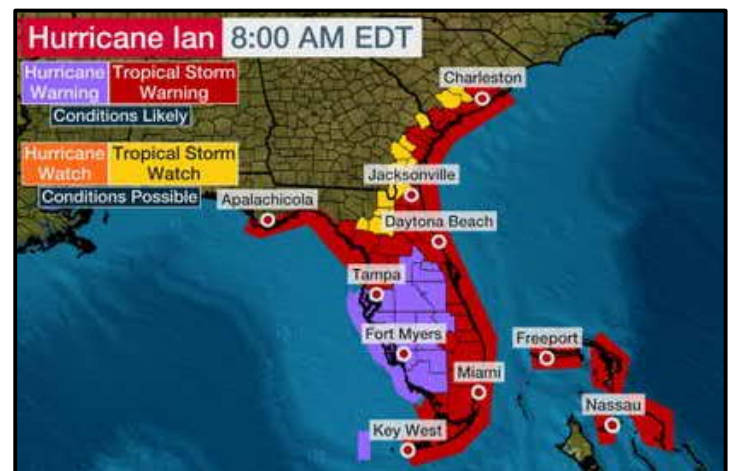 Hurricane Ian 8:00 AM EDT
Hurricane Warning
Tropical Storm Warning
Conditions Likely
Hurricane Watch
Tropical Storm Watch
Conditions Possible
Charleston
Jacksonville
Apalachicola
Daytona Beach
Tampa
Fort Myers
Freeport
Miami
Nassau
Key West